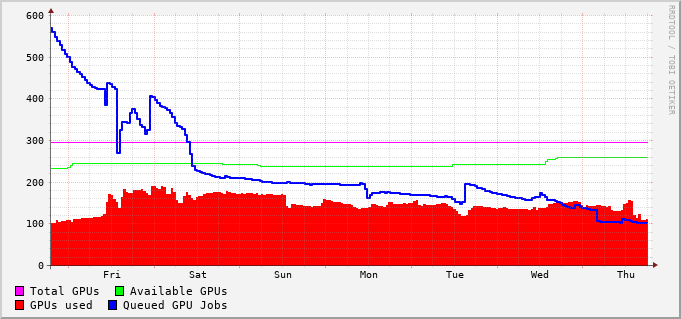 600
500
400
300
200
100
0
Fri Sat Sun Mon Tue Wed Thu
Total GPUs Available GPUs
GPUs used Queued GPU Jobs
RRDTOOL / TOBI OETIKER